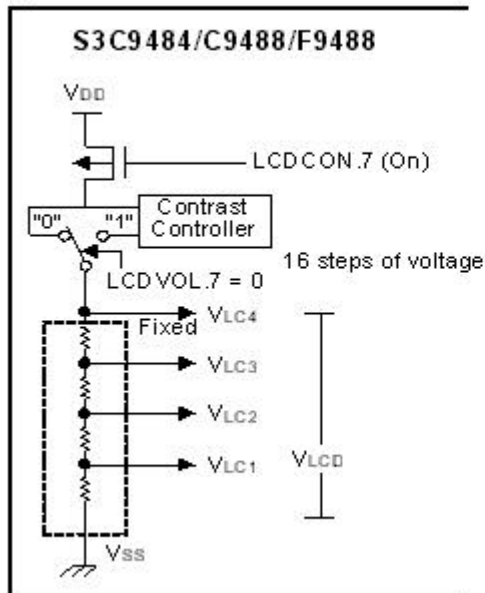 S3C9484/C9488/F9488
VDD
LCDCON.7 (On)
"0" "1"
Contrast
Controller
16 steps of voltage
LCDVOL.7 = 0
Fixed
VLC4
VLC3
VLC2
VLC1
VLCD
VSS